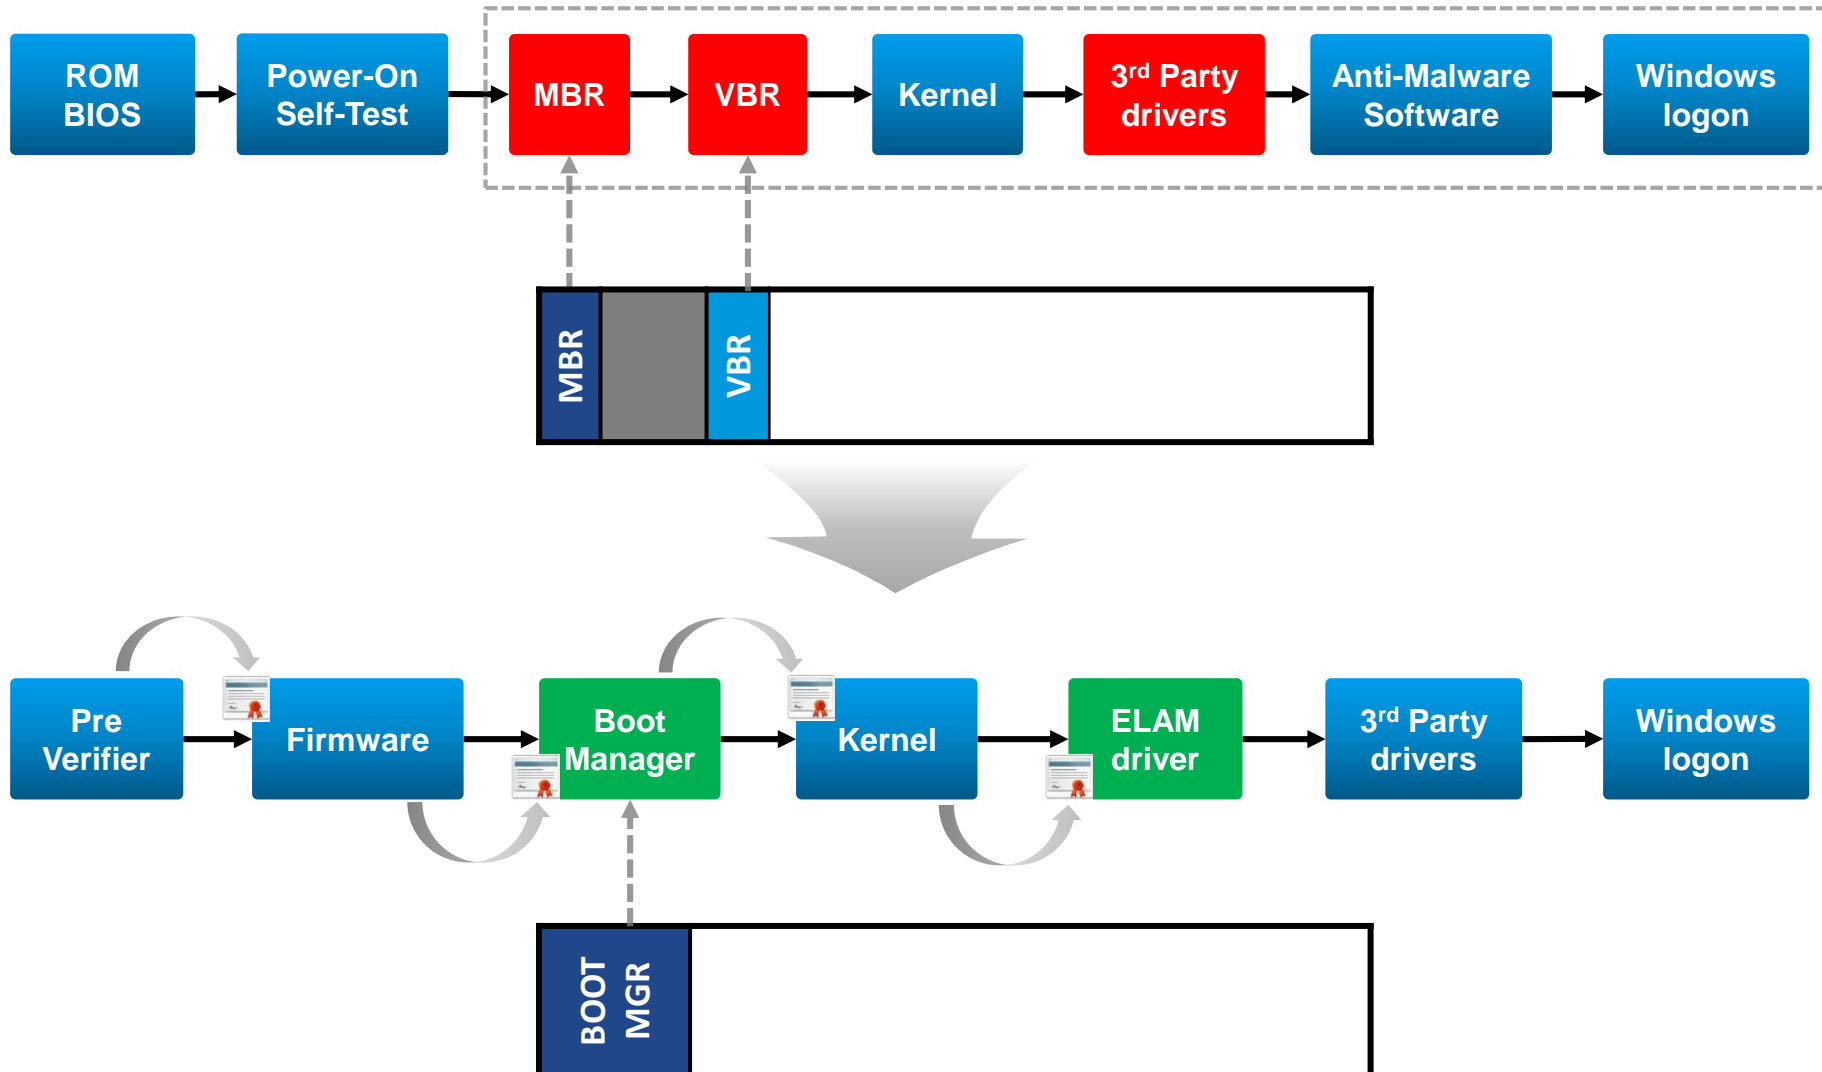 ROM
BIOS
Power-On
Self-Test
MBR
VBR
Kernel
3rd Party
drivers
Anti-Malware
Software
Windows
logon
MBR
VBR
Pre
Verifier
Firmware
Boot
Manager
Kernel
ELAM
driver
3rd Party
drivers
Windows
logon
BOOT
MGR